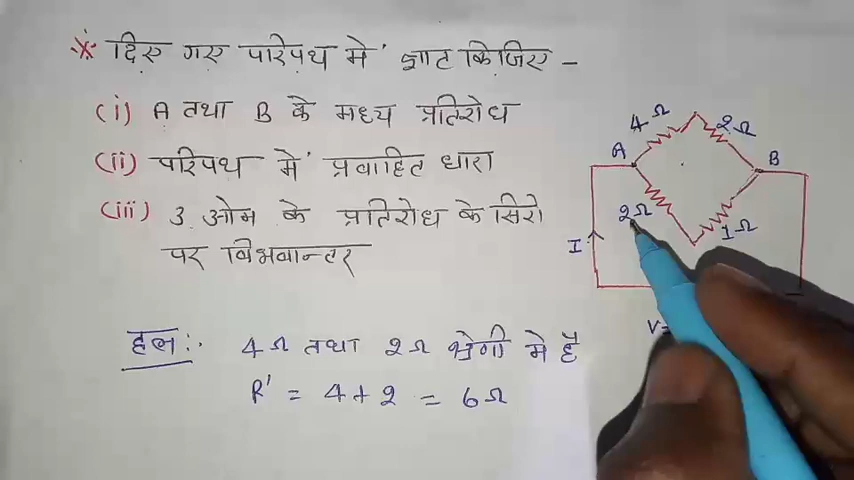 * दिए गए परिपथ में ज्ञात किजिए -
(i) A तथा B के मध्य प्रतिरोध
(ii) परिपथ में प्रवाहित धारा
(iii) 3 ओम के प्रतिरोध के सिरो
पर विभवान्तर
4Ω 2Ω
A B
2Ω 1Ω
I
V=
हल:. 4Ω तथा 2Ω श्रेणी मे है
R' = 4+2 = 6Ω